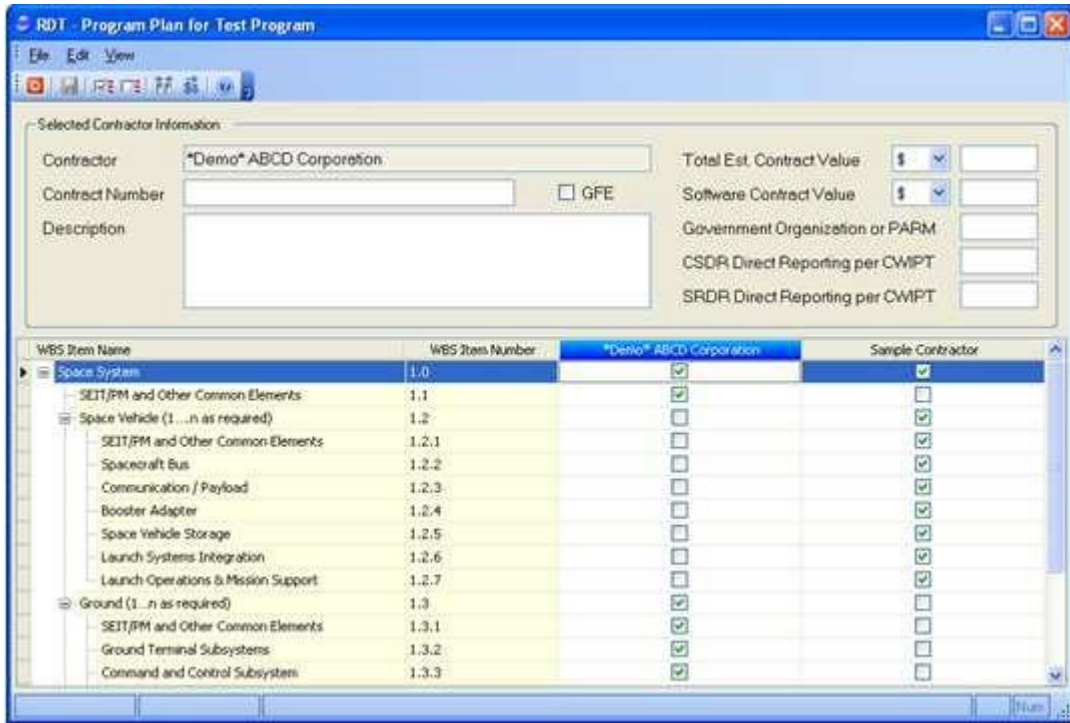 RDT - Program Plan for Test Program
File Edit View
Selected Contractor Information
Contractor *Demo* ABCD Corporation Total Est. Contract Value $
Contract Number GFE Software Contract Value $
Description Government Organization or PARM
CSDR Direct Reporting per CWIPT
SRDR Direct Reporting per CWIPT
WBS Item Name WBS Item Number *Demo* ABCD Corporation Sample Contractor
Space System 1.0
SEIT/PM and Other Common Elements 1.1
Space Vehicle (1...n as required) 1.2
SEIT/PM and Other Common Elements 1.2.1
Spacecraft Bus 1.2.2
Communication / Payload 1.2.3
Booster Adapter 1.2.4
Space Vehicle Storage 1.2.5
Launch Systems Integration 1.2.6
Launch Operations & Mission Support 1.2.7
Ground (1...n as required) 1.3
SEIT/PM and Other Common Elements 1.3.1
Ground Terminal Subsystems 1.3.2
Command and Control Subsystem 1.3.3
Num